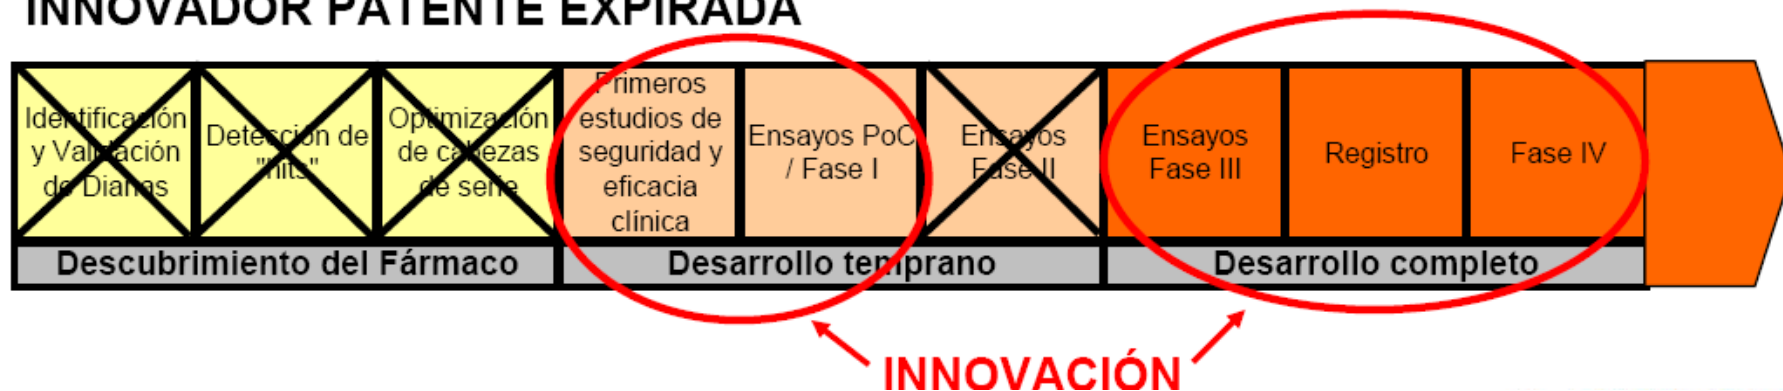 INNOVADOR PATENTE EXPIRADA
Identificación
y Validación
de Dianas
Detección de
"hits"
Optimización
de cabezas
de serie
Primeros
estudios de
seguridad y
eficacia
clínica
Ensayos PoC
/ Fase I
Ensayos
Fase II
Ensayos
Fase III
Registro
Fase IV
Descubrimiento del Fármaco
Desarrollo temprano
Desarrollo completo
INNOVACIÓN